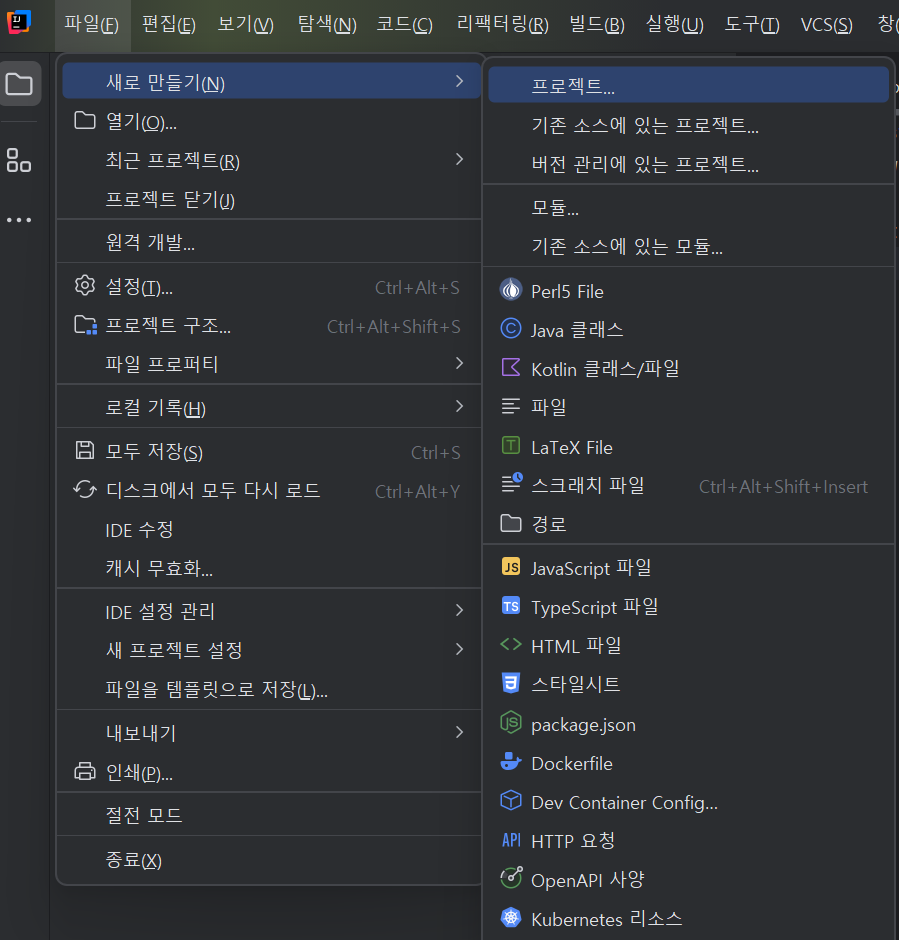 파일(F) 편집(E) 보기(V) 탐색(N) 코드(C) 리팩터링(R) 빌드(B) 실행(U) 도구(T) VCS(S) 창(
새로 만들기(N)
열기(O)...
최근 프로젝트(R)
프로젝트 닫기(J)
원격 개발...
설정(T)... Ctrl+Alt+S
프로젝트 구조... Ctrl+Alt+Shift+S
파일 프로퍼티
로컬 기록(H)
모두 저장(S) Ctrl+S
디스크에서 모두 다시 로드 Ctrl+Alt+Y
IDE 수정
캐시 무효화...
IDE 설정 관리
새 프로젝트 설정
파일을 템플릿으로 저장(L)...
내보내기
인쇄(P)...
절전 모드
종료(X)
프로젝트...
기존 소스에 있는 프로젝트...
버전 관리에 있는 프로젝트...
모듈...
기존 소스에 있는 모듈...
Perl5 File
Java 클래스
Kotlin 클래스/파일
파일
LaTeX File
스크래치 파일 Ctrl+Alt+Shift+Insert
경로
JavaScript 파일
TypeScript 파일
HTML 파일
스타일시트
package.json
Dockerfile
Dev Container Config...
HTTP 요청
OpenAPI 사양
Kubernetes 리소스